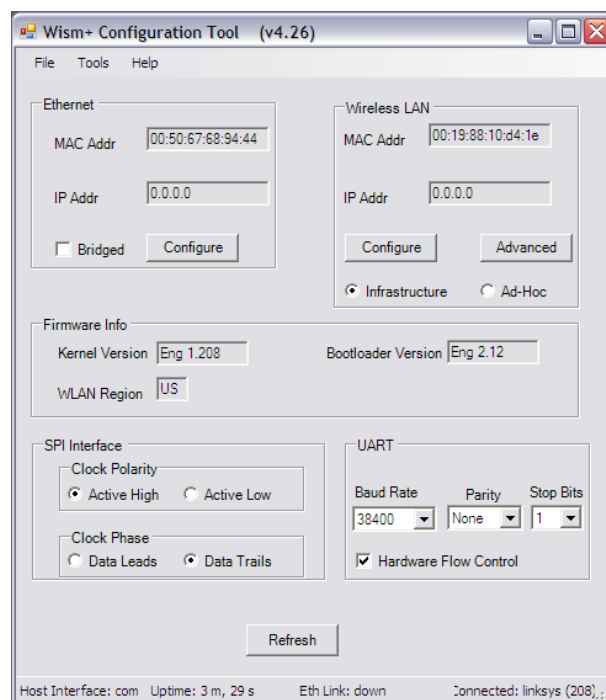 Wism+ Configuration Tool (v4.26)
File Tools Help
Ethernet
MAC Addr 00:50:67:68:94:44
IP Addr 0.0.0.0
Bridged Configure
Wireless LAN
MAC Addr 00:19:88:10:d4:1e
IP Addr 0.0.0.0
Configure Advanced
Infrastructure Ad-Hoc
Firmware Info
Kernel Version Eng 1.208 Bootloader Version Eng 2.12
WLAN Region US
SPI Interface
Clock Polarity
Active High Active Low
Clock Phase
Data Leads Data Trails
UART
Baud Rate Parity Stop Bits
38400 None 1
Hardware Flow Control
Refresh
Host Interface: com Uptime: 3 m, 29 s Eth Link: down Connected: linksys (208)